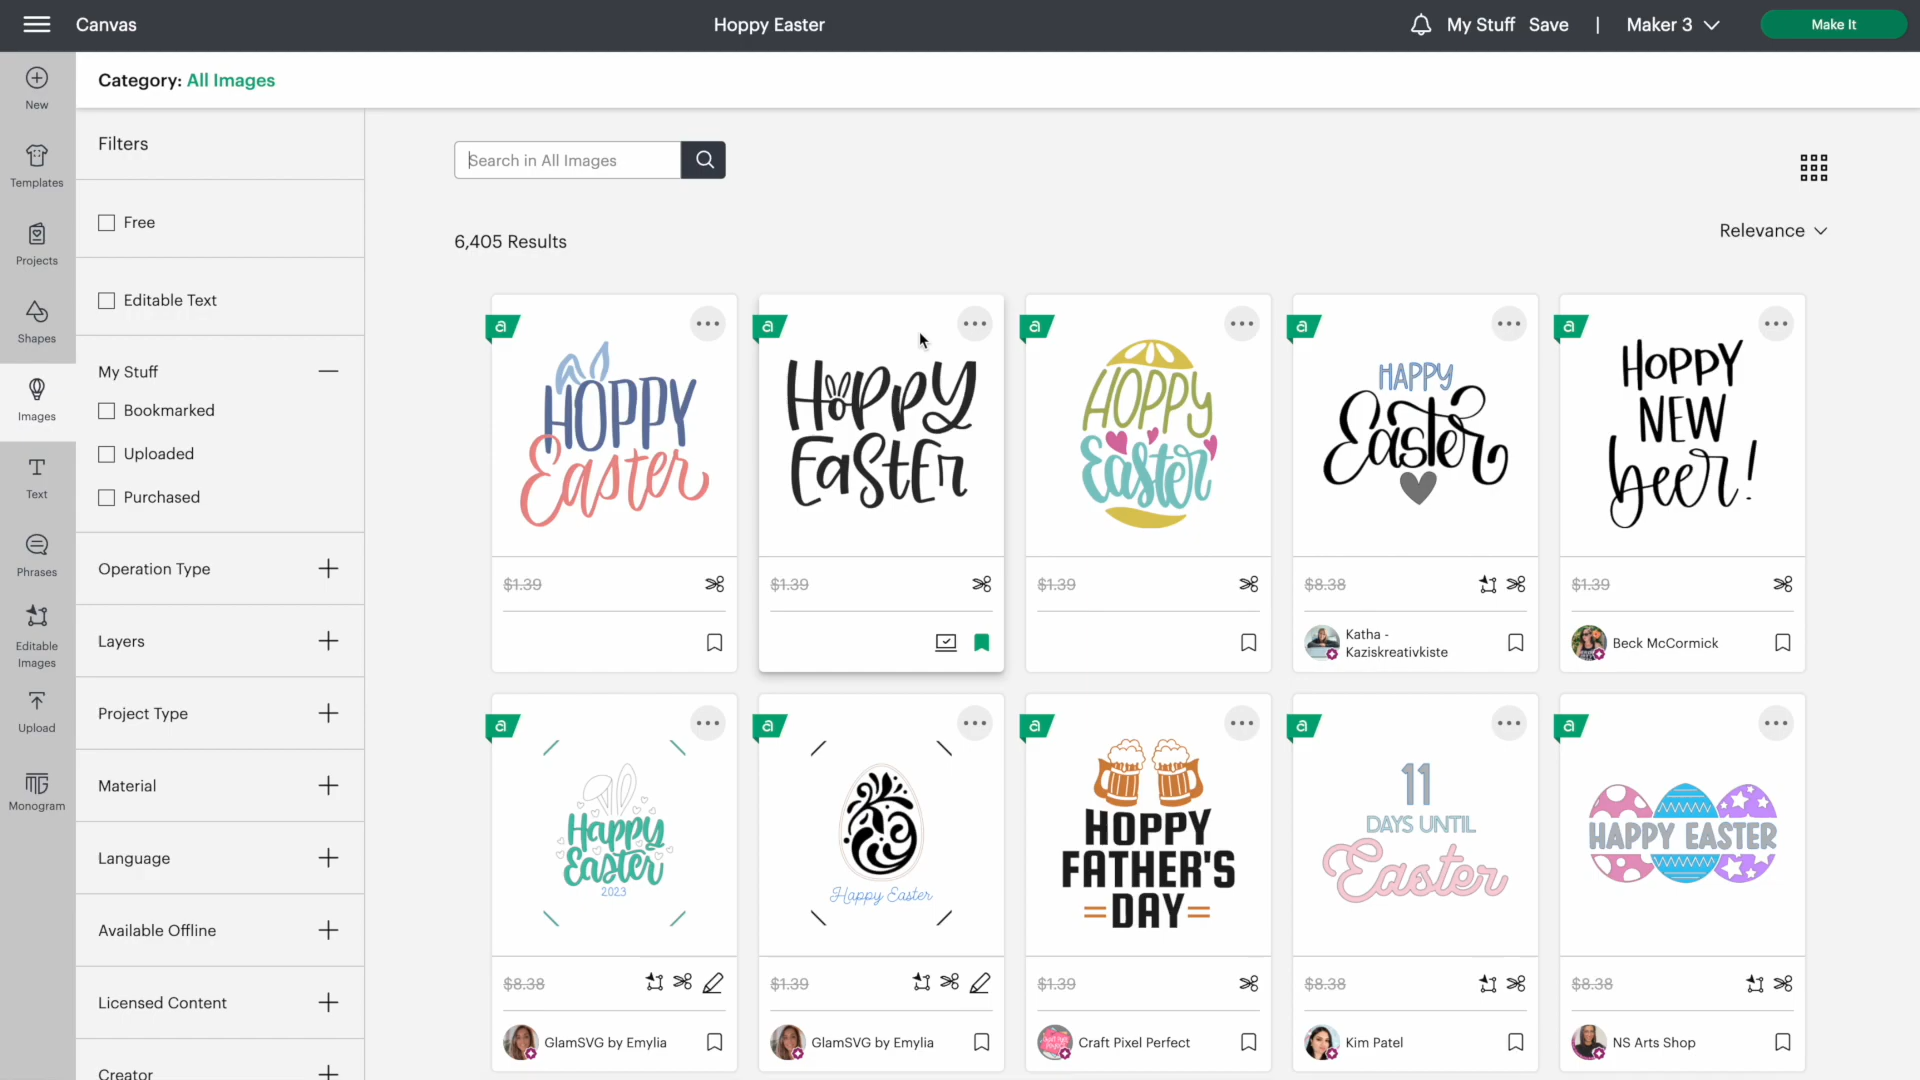 Canvas
Hoppy Easter
My Stuff Save | Maker 3
Make It
Category: All Images
New
Templates
Projects
Shapes
Images
Text
Phrases
Editable
Images
Upload
Monogram
Filters
Free
Editable Text
My Stuff
Bookmarked
Uploaded
Purchased
Operation Type
Layers
Project Type
Material
Language
Available Offline
Licensed Content
Creator
Search in All Images
6,405 Results
Relevance
a
HOPPY
Easter
$1.39
a
HOPPY
EASTER
$1.39
a
HOPPY
Easter
$1.39
a
HAPPY
Easter
$8.38
Katha -
Kaziskreativkiste
a
HOPPY
NEW
beer!
$1.39
Beck McCormick
a
Happy
Easter
2023
$8.38
GlamSVG by Emylia
a
Happy Easter
$1.39
GlamSVG by Emylia
a
HOPPY
FATHER'S
=DAY=
$1.39
Craft Pixel Perfect
a
11
DAYS UNTIL
Easter
$8.38
Kim Patel
a
HAPPY EASTER
$8.38
NS Arts Shop